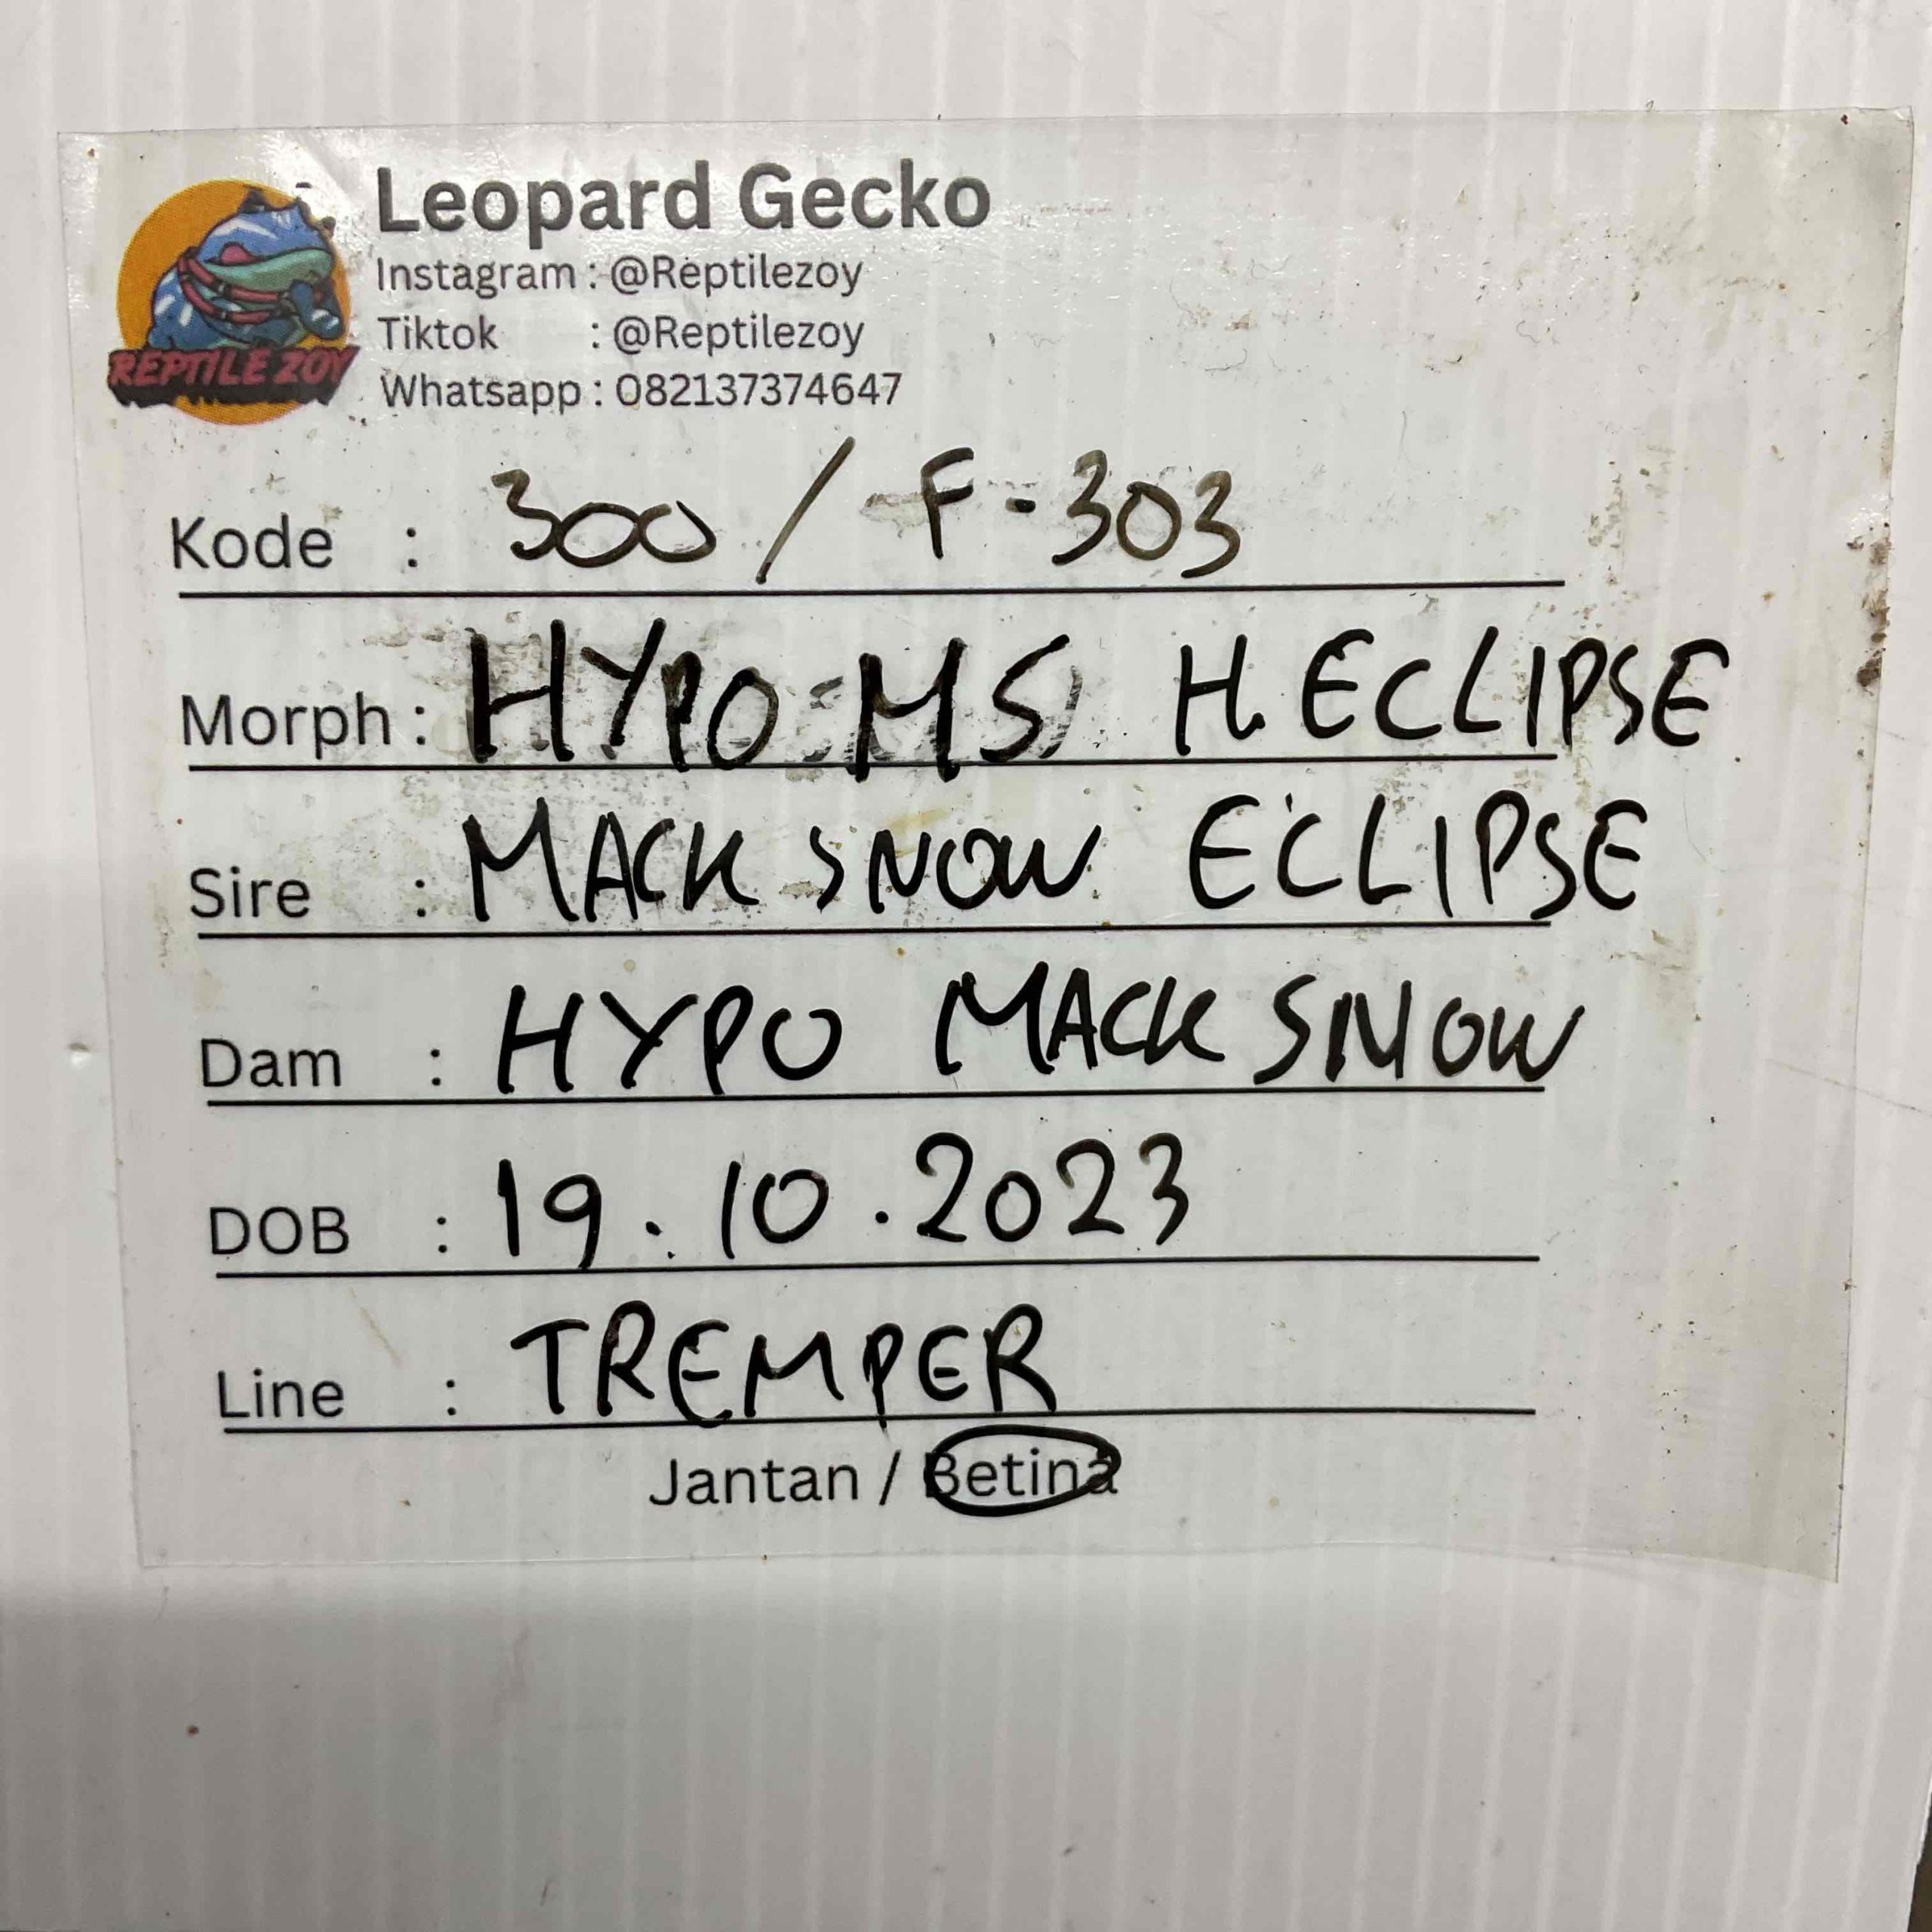 Leopard Gecko
Instagram : @Reptilezoy
Tiktok : @Reptilezoy
Whatsapp : 082137374647
REPTILE ZOY
Kode : 300 / F-303
Morph : HYPO MS H. ECLIPSE
Sire : MACK SNOW ECLIPSE
Dam : HYPO MACK SNOW
DOB : 19.10.2023
Line : TREMPER
Jantan / Betina